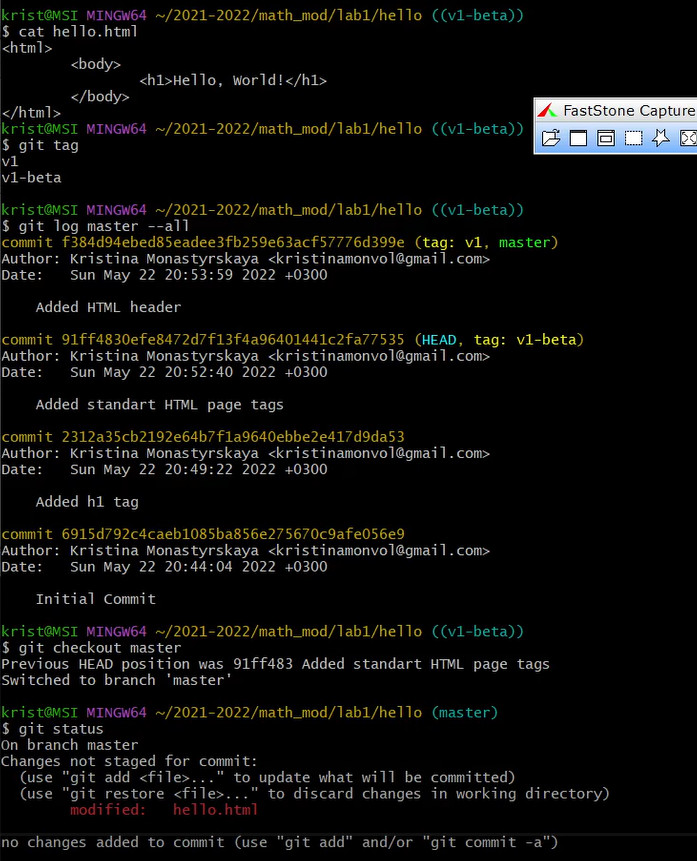 krist@MSI MINGW64 ~/2021-2022/math_mod/lab1/hello ((v1-beta))
$ cat hello.html
<html>
        <body>
                <h1>Hello, World!</h1>
        </body>
</html>
FastStone Capture
krist@MSI MINGW64 ~/2021-2022/math_mod/lab1/hello ((v1-beta))
$ git tag
v1
v1-beta
krist@MSI MINGW64 ~/2021-2022/math_mod/lab1/hello ((v1-beta))
$ git log master --all
commit f384d94ebed85eadee3fb259e63acf57776d399e (tag: v1, master)
Author: Kristina Monastyrskaya <kristinamonvol@gmail.com>
Date:   Sun May 22 20:53:59 2022 +0300
    Added HTML header
commit 91ff4830efe8472d7f13f4a96401441c2fa77535 (HEAD, tag: v1-beta)
Author: Kristina Monastyrskaya <kristinamonvol@gmail.com>
Date:   Sun May 22 20:52:40 2022 +0300
    Added standart HTML page tags
commit 2312a35cb2192e64b7f1a9640ebbe2e417d9da53
Author: Kristina Monastyrskaya <kristinamonvol@gmail.com>
Date:   Sun May 22 20:49:22 2022 +0300
    Added h1 tag
commit 6915d792c4caeb1085ba856e275670c9afe056e9
Author: Kristina Monastyrskaya <kristinamonvol@gmail.com>
Date:   Sun May 22 20:44:04 2022 +0300
    Initial Commit
krist@MSI MINGW64 ~/2021-2022/math_mod/lab1/hello ((v1-beta))
$ git checkout master
Previous HEAD position was 91ff483 Added standart HTML page tags
Switched to branch 'master'
krist@MSI MINGW64 ~/2021-2022/math_mod/lab1/hello (master)
$ git status
On branch master
Changes not staged for commit:
  (use "git add <file>..." to update what will be committed)
  (use "git restore <file>..." to discard changes in working directory)
        modified:   hello.html
no changes added to commit (use "git add" and/or "git commit -a")